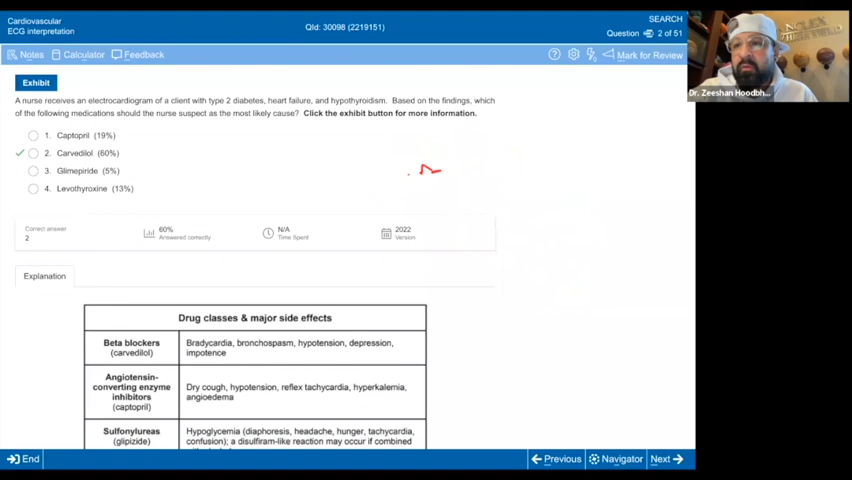 Cardiovascular
ECG interpretation
QId: 30098 (2219151)
SEARCH
Question 2 of 51
Notes Calculator Feedback
Mark for Review
Exhibit
A nurse receives an electrocardiogram of a client with type 2 diabetes, heart failure, and hypothyroidism. Based on the findings, which
of the following medications should the nurse suspect as the most likely cause? Click the exhibit button for more information.
1. Captopril (19%)
2. Carvedilol (60%)
3. Glimepiride (5%)
4. Levothyroxine (13%)
Correct answer
2
60%
Answered correctly
N/A
Time Spent
2022
Version
Explanation
Drug classes & major side effects
Beta blockers
(carvedilol)
Bradycardia, bronchospasm, hypotension, depression,
impotence
Angiotensin-
converting enzyme
inhibitors
(captopril)
Dry cough, hypotension, reflex tachycardia, hyperkalemia,
angioedema
Sulfonylureas
(glipizide)
Hypoglycemia (diaphoresis, headache, hunger, tachycardia,
confusion); a disulfiram-like reaction may occur if combined
End
Previous
Navigator
Next
NCLEX
Dr. Zeeshan Hoodbh...